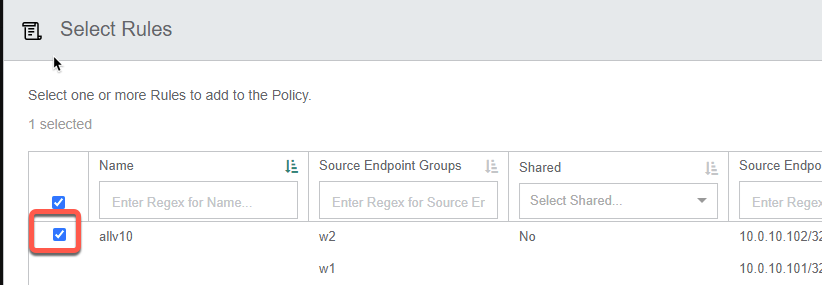 Select Rules
Select one or more Rules to add to the Policy.
1 selected
Name Source Endpoint Groups Shared Source Endpo
Enter Regex for Name... Enter Regex for Source Er Select Shared... Enter Regex
allv10 w2 No 10.0.10.102/32
w1 10.0.10.101/32